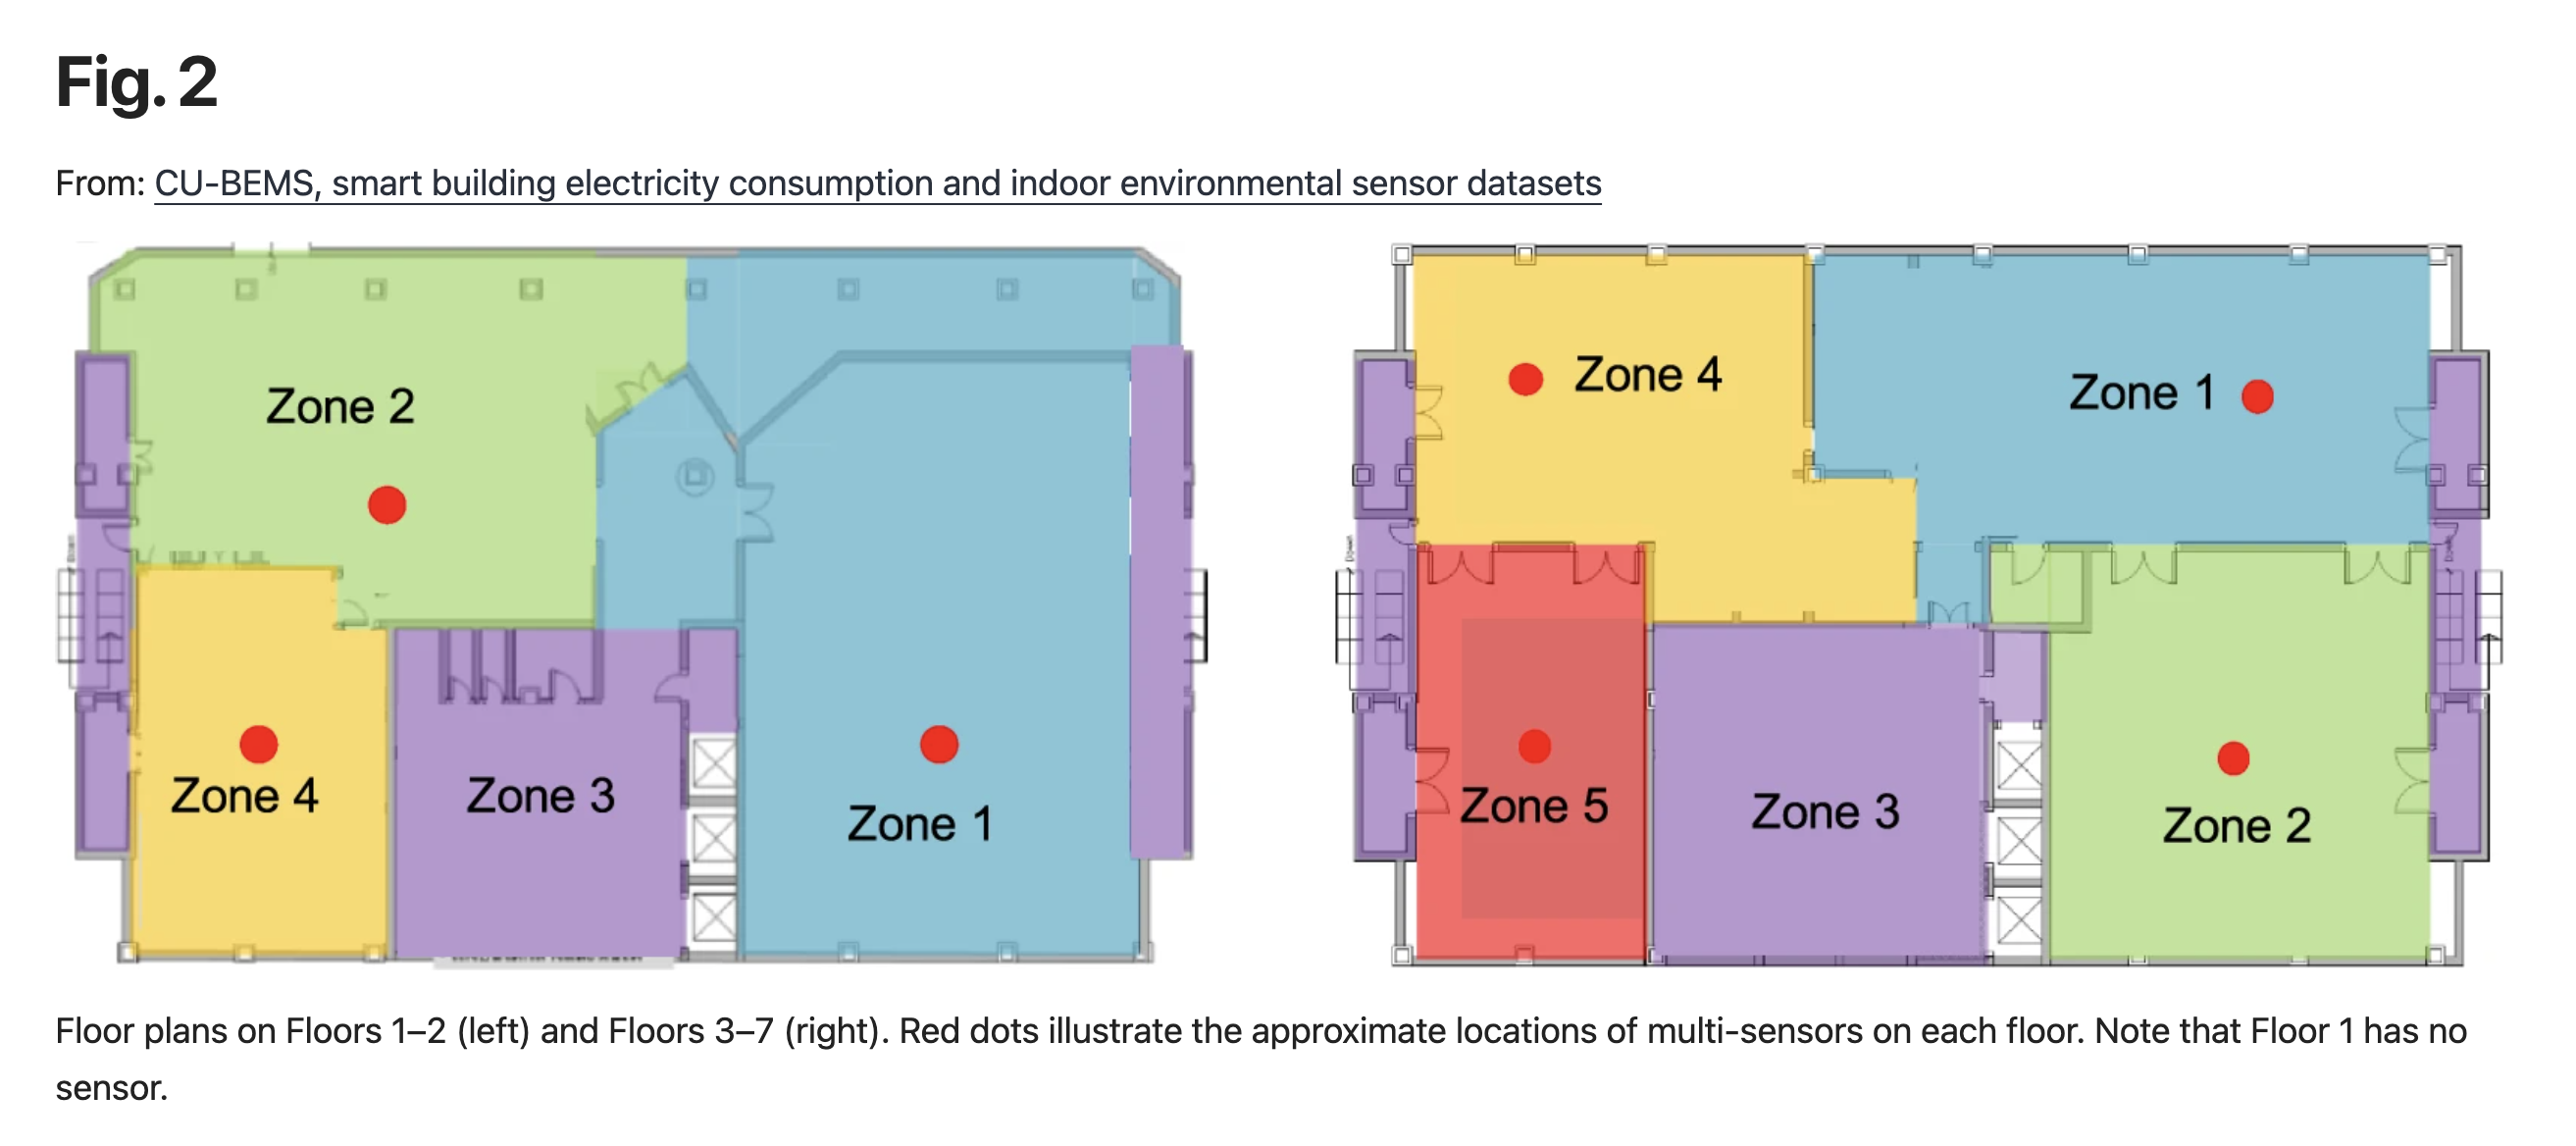 Fig. 2
From: CU-BEMS, smart building electricity consumption and indoor environmental sensor datasets
Zone 2
Zone 4
Zone 3
Zone 1
Zone 4
Zone 1
Zone 5
Zone 3
Zone 2
Down
Down
Down
Floor plans on Floors 1–2 (left) and Floors 3–7 (right). Red dots illustrate the approximate locations of multi-sensors on each floor. Note that Floor 1 has no
sensor.